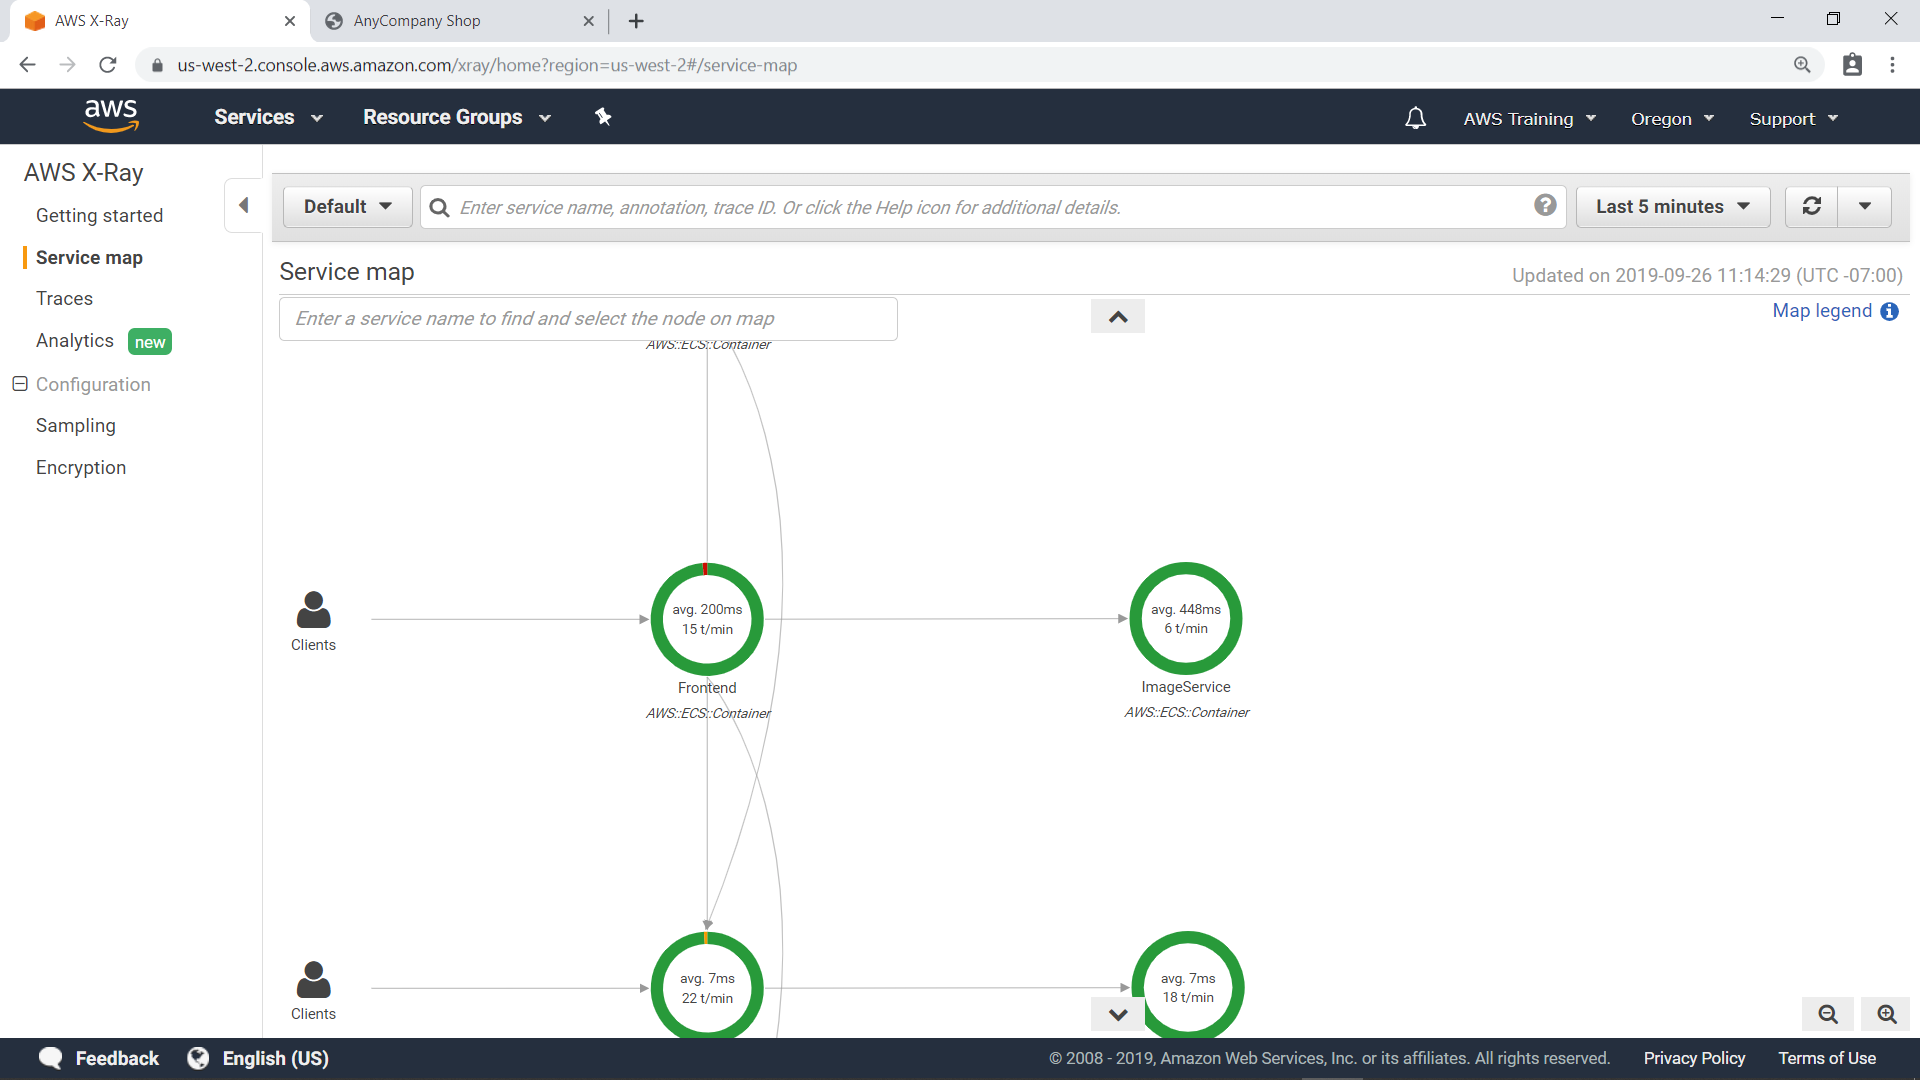 AWS X-Ray
AnyCompany Shop
us-west-2.console.aws.amazon.com/xray/home?region=us-west-2#/service-map
aws
Services
Resource Groups
AWS Training
Oregon
Support
AWS X-Ray
Getting started
Service map
Traces
Analytics new
Configuration
Sampling
Encryption
Default
Enter service name, annotation, trace ID. Or click the Help icon for additional details.
Last 5 minutes
Service map
Updated on 2019-09-26 11:14:29 (UTC -07:00)
Enter a service name to find and select the node on map
Map legend
AWS::ECS::Container
Clients
avg. 200ms
15 t/min
Frontend
AWS::ECS::Container
avg. 448ms
6 t/min
ImageService
AWS::ECS::Container
Clients
avg. 7ms
22 t/min
avg. 7ms
18 t/min
Feedback
English (US)
© 2008 - 2019, Amazon Web Services, Inc. or its affiliates. All rights reserved.
Privacy Policy
Terms of Use